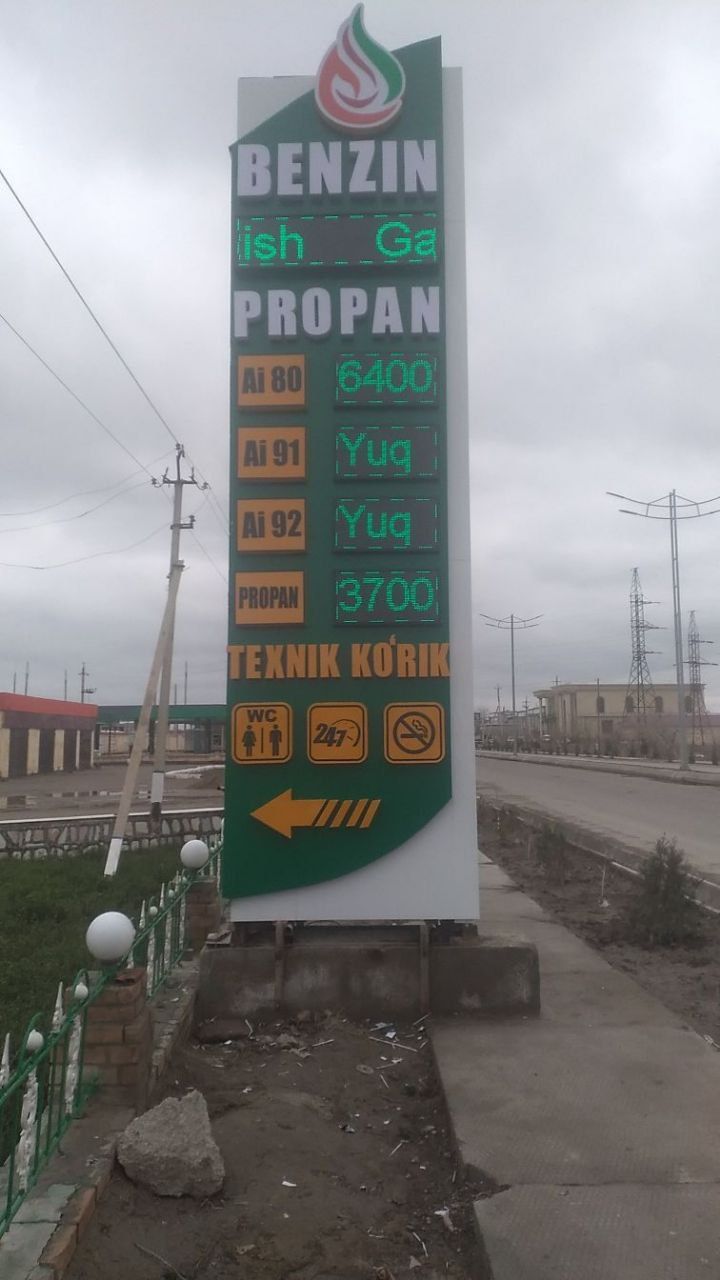 BENZIN
ish Ga
PROPAN
Ai 80 6400
Ai 91 Yuq
Ai 92 Yuq
PROPAN 3700
TEXNIK KO‘RIK
WC
24/7